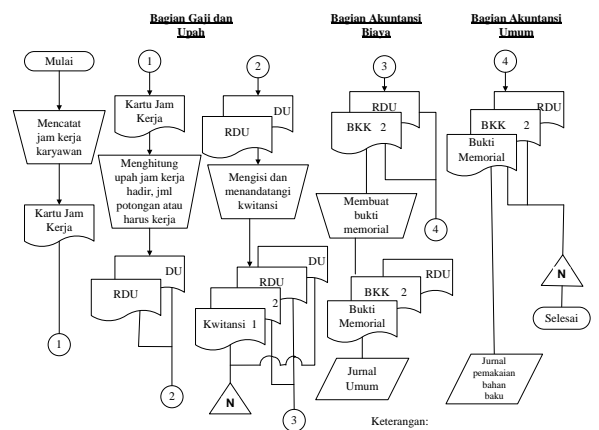 Bagian Gaji dan
Upah
Bagian Akuntansi
Biaya
Bagian Akuntansi
Umum
Mulai
Mencatat
jam kerja
karyawan
Kartu Jam
Kerja
1
1
Kartu Jam
Kerja
Menghitung
upah jam kerja
hadir, jml
potongan atau
harus kerja
DU
RDU
2
2
DU
RDU
Mengisi dan
menandatangi
kwitansi
DU
RDU
2
Kwitansi 1
N
3
3
RDU
BKK 2
Membuat
bukti
memorial
4
RDU
BKK 2
Bukti
Memorial
Jurnal
Umum
4
RDU
BKK 2
Bukti
Memorial
N
Selesai
Jurnal
pemakaian
bahan
baku
Keterangan: